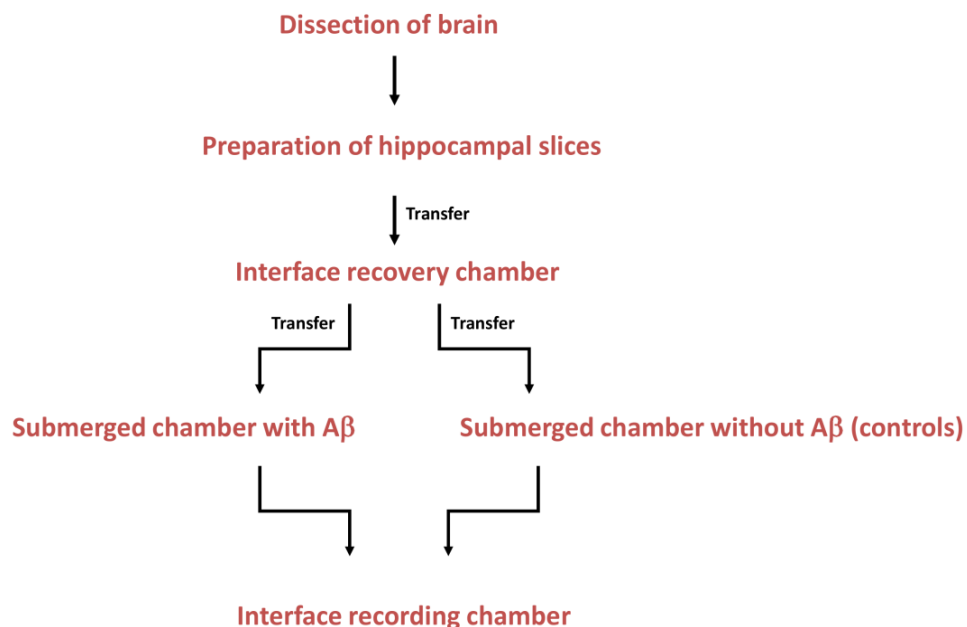 Dissection of brain
Preparation of hippocampal slices
Transfer
Interface recovery chamber
Transfer
Transfer
Submerged chamber with Aβ
Submerged chamber without Aβ (controls)
Interface recording chamber